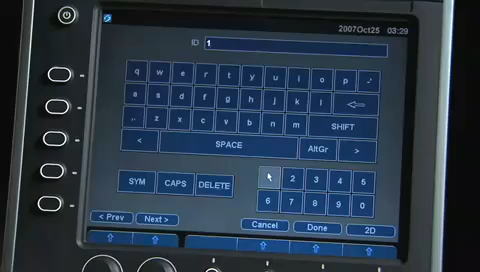 2007Oct25 03:29
ID 1
q w e r t y u i o p
a s d f g h j k l
z x c v b n m SHIFT
< SPACE AltGr >
SYM CAPS DELETE 2 3 4 5
6 7 8 9 0
< Prev Next > Cancel Done 2D